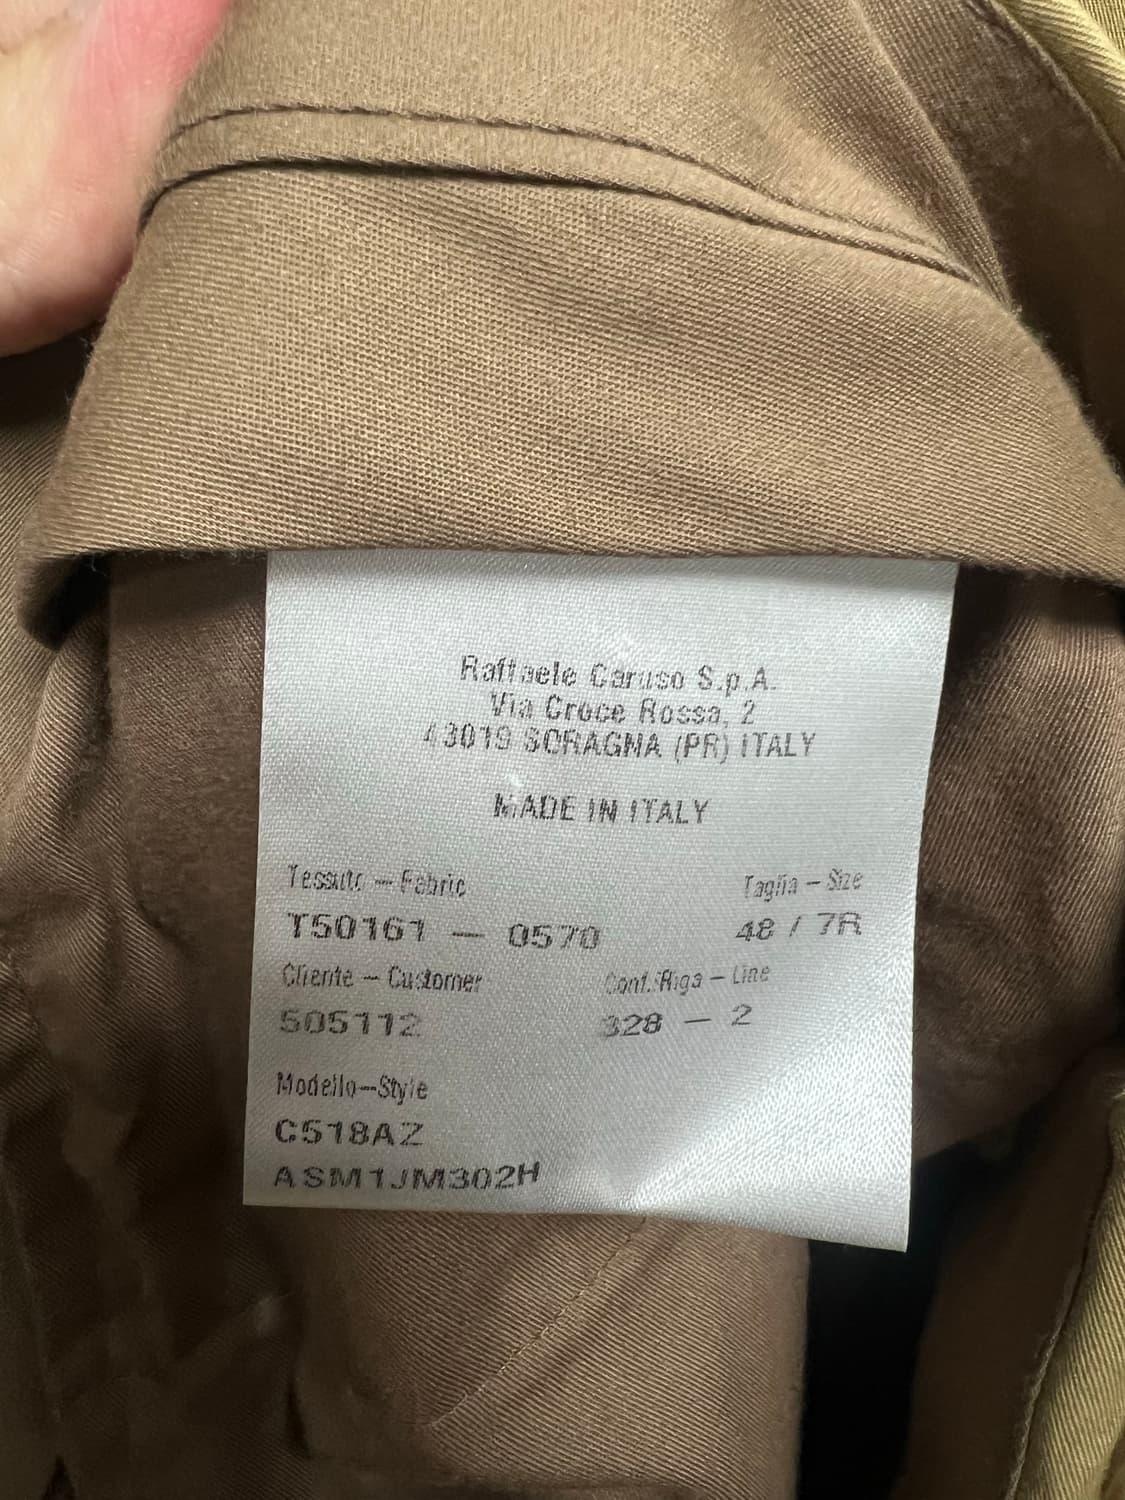 Raffaele Caruso S.p.A.
Via Croce Rossa, 2
43019 SORAGNA (PR) ITALY
MADE IN ITALY
Tessuto – Fabric Taglia – Size
T50161 – 0570 48 / 7R
Cliente – Customer Conf./Riga – Line
505112 328 – 2
Modello–Style
C518AZ
ASM1JM302H